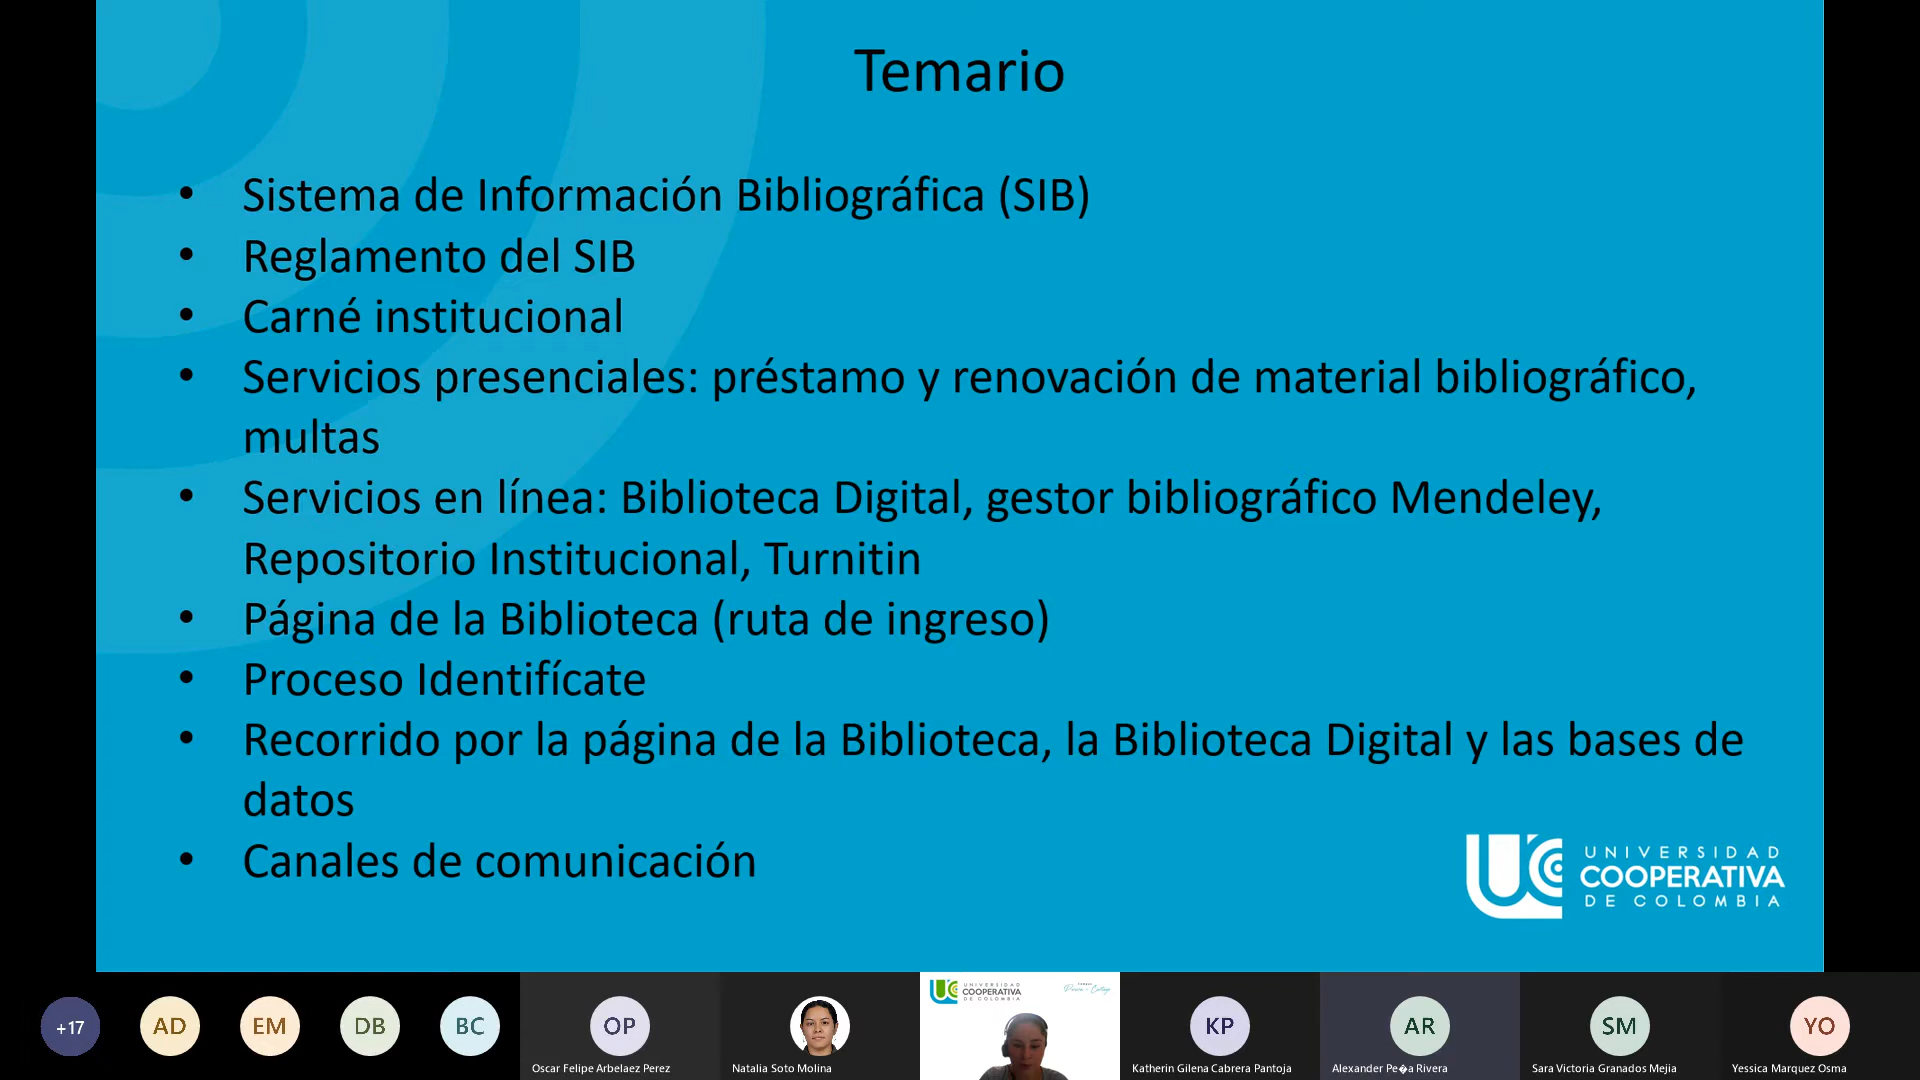 Temario
• Sistema de Información Bibliográfica (SIB)
• Reglamento del SIB
• Carné institucional
• Servicios presenciales: préstamo y renovación de material bibliográfico,
multas
• Servicios en línea: Biblioteca Digital, gestor bibliográfico Mendeley,
Repositorio Institucional, Turnitin
• Página de la Biblioteca (ruta de ingreso)
• Proceso Identifícate
• Recorrido por la página de la Biblioteca, la Biblioteca Digital y las bases de
datos
• Canales de comunicación
UNIVERSIDAD
COOPERATIVA
DE COLOMBIA
+17
AD
EM
DB
BC
OP
Oscar Felipe Arbelaez Perez
Natalia Soto Molina
UNIVERSIDAD
COOPERATIVA
DE COLOMBIA
KP
Katherin Gilena Cabrera Pantoja
AR
Alexander Pe�a Rivera
SM
Sara Victoria Granados Mejia
YO
Yessica Marquez Osma